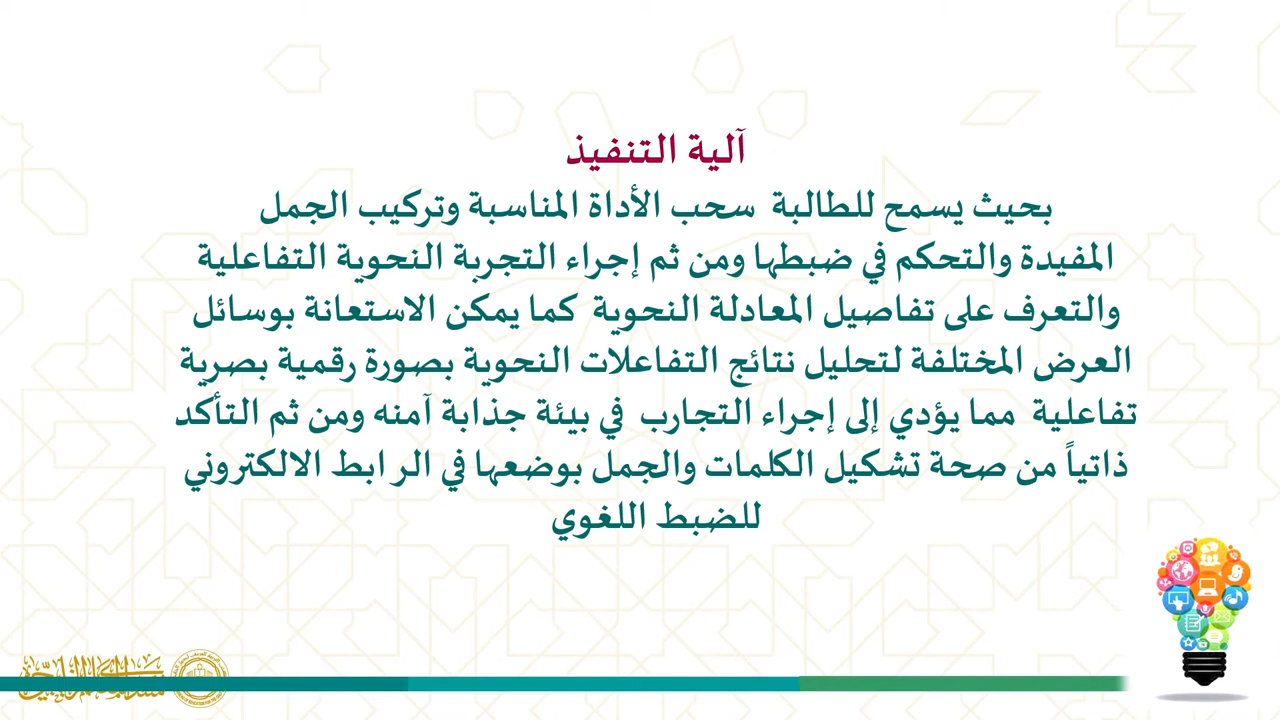 آلية التنفيذ
بحيث يسمح للطالبة سحب الأداة المناسبة وتركيب الجمل
المفيدة والتحكم في ضبطها ومن ثم إجراء التجربة النحوية التفاعلية
والتعرف على تفاصيل المعادلة النحوية كما يمكن الاستعانة بوسائل
العرض المختلفة لتحليل نتائج التفاعلات النحوية بصورة رقمية بصرية
تفاعلية مما يؤدي إلى إجراء التجارب في بيئة جذابة آمنه ومن ثم التأكد
ذاتياً من صحة تشكيل الكلمات والجمل بوضعها في الر ابط الالكتروني
للضبط اللغوي